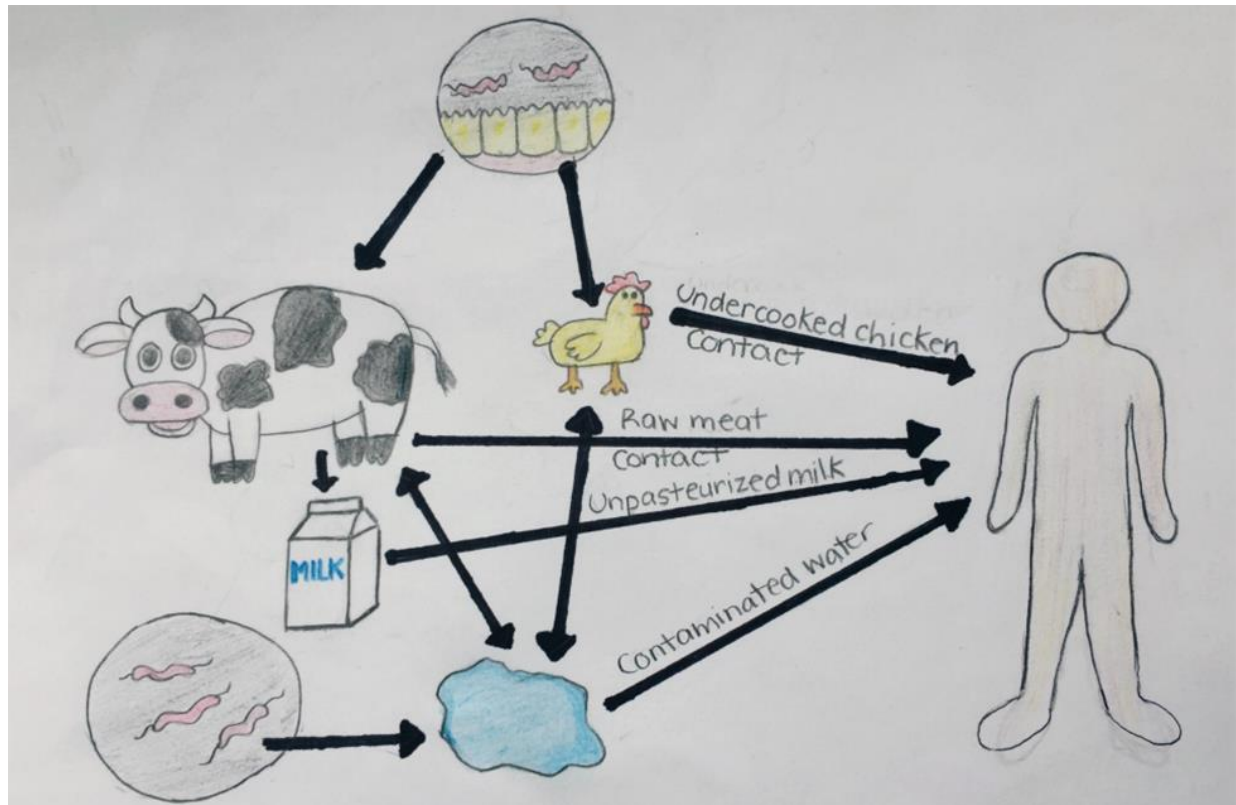 Undercooked chicken
contact
Raw meat
contact
Unpasteurized milk
MILK
Contaminated water